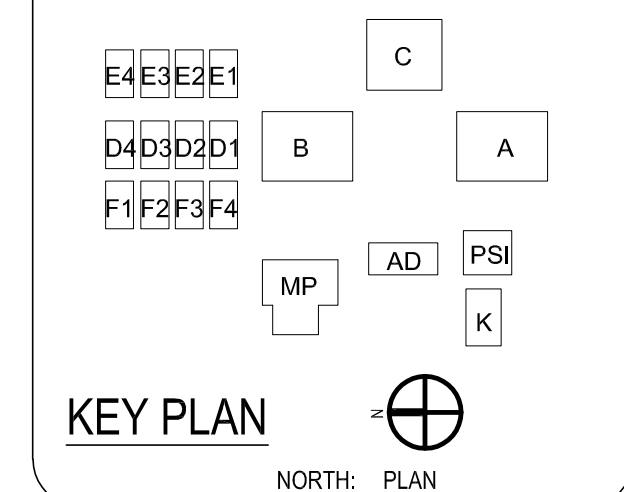 C
E4 E3 E2 E1
B
A
D4 D3 D2 D1
F1 F2 F3 F4
AD
PSI
MP
K
KEY PLAN
N
NORTH: PLAN